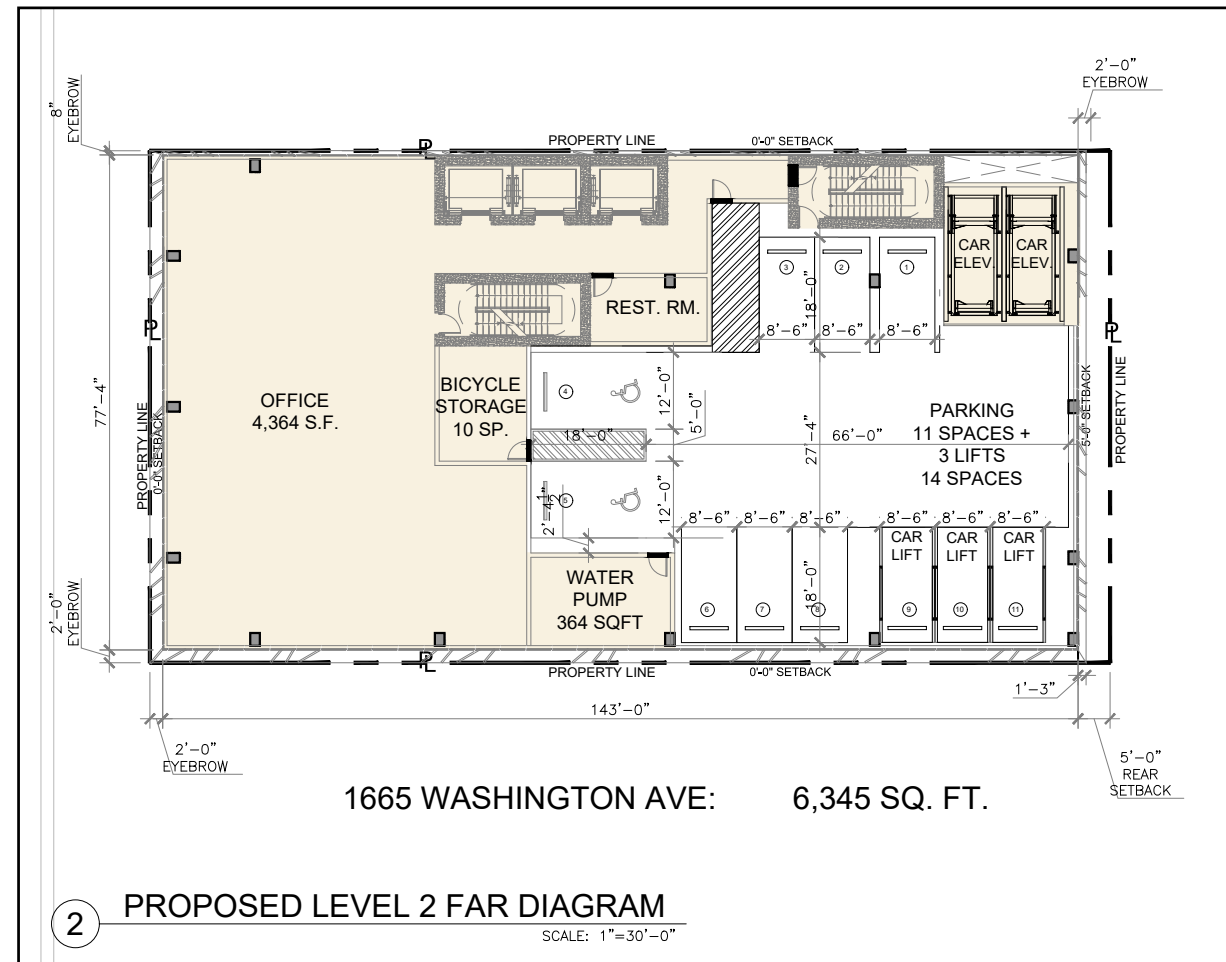 2'-0"
EYEBROW
8"
EYEBROW
PROPERTY LINE
0'-0" SETBACK
PL
CAR
ELEV.
CAR
ELEV.
3
2
1
18'-0"
REST. RM.
8'-6"
8'-6"
8'-6"
PL
PL
77'-4"
PROPERTY LINE
0'-0" SETBACK
OFFICE
4,364 S.F.
BICYCLE
STORAGE
10 SP.
4
12'-0"
5'-0"
18'-0"
27'-4"
66'-0"
PARKING
11 SPACES +
3 LIFTS
14 SPACES
5'-0" SETBACK
PROPERTY LINE
5
12'-0"
2'-4 1/2"
8'-6"
8'-6"
8'-6"
8'-6"
8'-6"
8'-6"
CAR
LIFT
CAR
LIFT
CAR
LIFT
WATER
PUMP
364 SQFT
18'-0"
6
7
8
9
10
11
2'-0"
EYEBROW
PL
PROPERTY LINE
0'-0" SETBACK
1'-3"
143'-0"
2'-0"
EYEBROW
5'-0"
REAR
SETBACK
1665 WASHINGTON AVE: 6,345 SQ. FT.
2
PROPOSED LEVEL 2 FAR DIAGRAM
SCALE: 1"=30'-0"